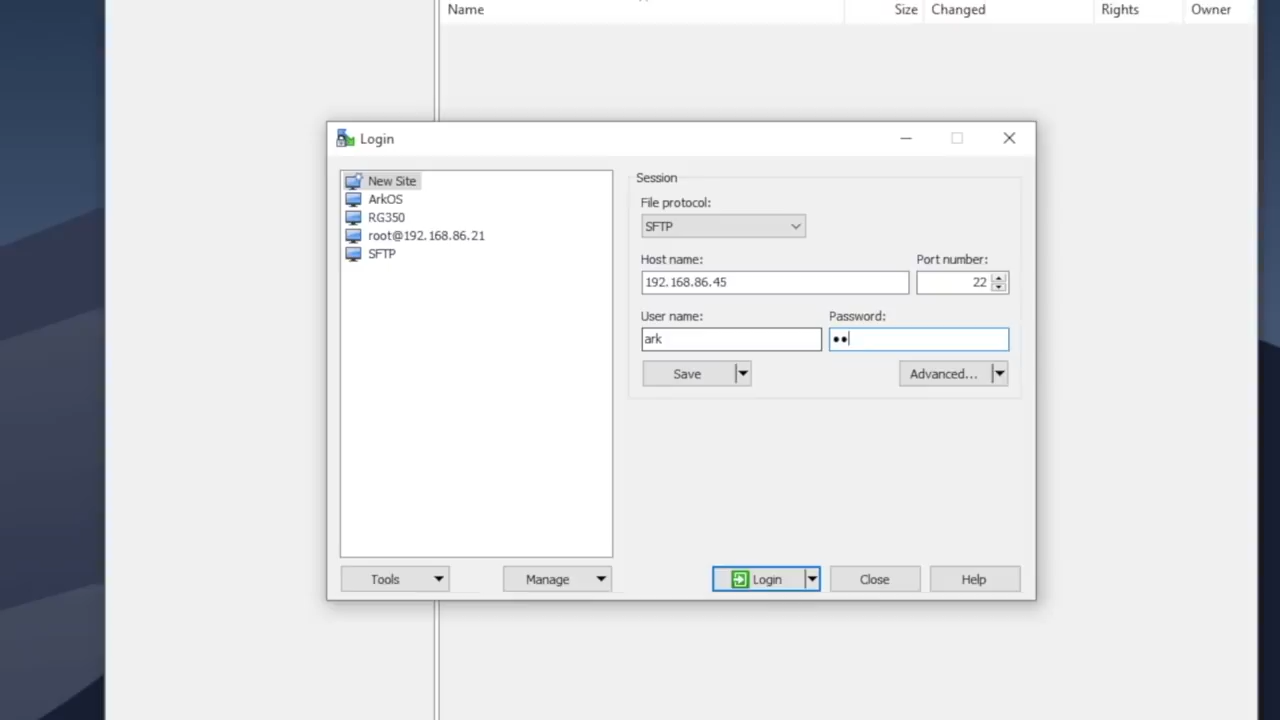 Name Size Changed Rights Owner
Login
New Site
ArkOS
RG350
root@192.168.86.21
SFTP
Session
File protocol:
SFTP
Host name: Port number:
192.168.86.45 22
User name: Password:
ark ••
Save Advanced...
Tools Manage Login Close Help